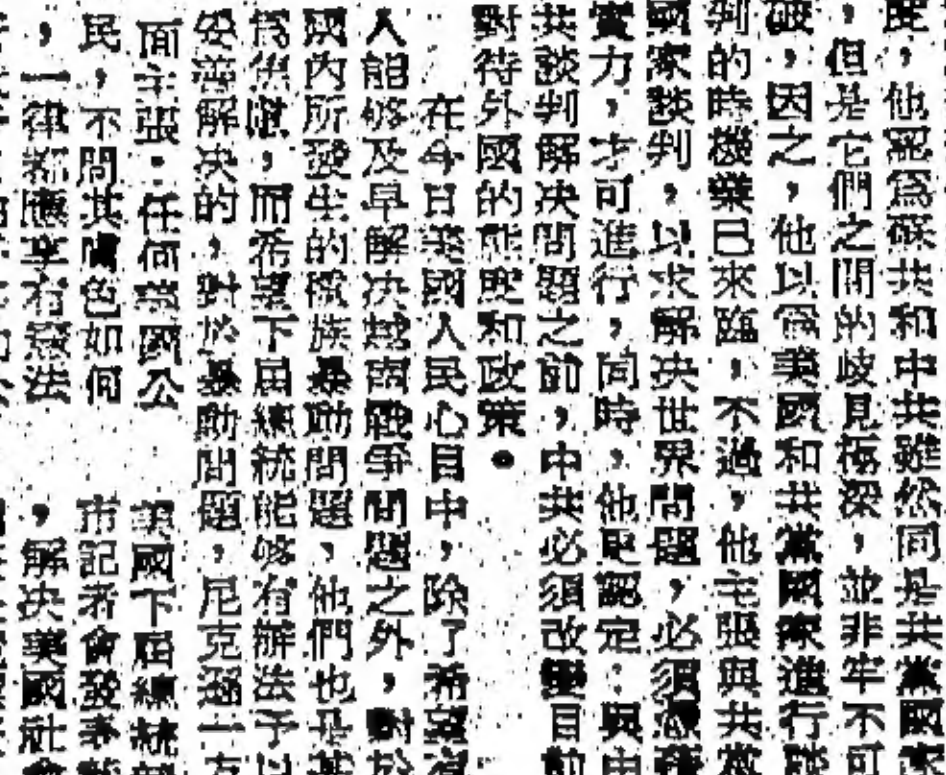 度，他認為蘇共和中共雖然同是共黨國家
，但是它們之間的歧見極深，並非牢不可
破，因之，他以為美國和共黨國家進行談
判的時機業已來臨，不過，他主張與共黨
國家談判，以求解決世界問題，必須憑藉
實力，才可進行，同時，他更認定：與中
共談判解決問題之前，中共必須改變目前
對待外國的態度和政策。
在今日美國人民心目中，除了希望有
人能够及早解決越南戰爭問題之外，對於
國內所發生的種族暴動問題，他們也是甚
為焦慮，而希望下屆總統能够有辦法予以
妥善解决的，對於暴動問題，尼克遜一方
面主張：任何美國公
民，不問其膚色如何
，一律都應享有憲法
美國下屆總統
市記者會發表
，解决美國社會